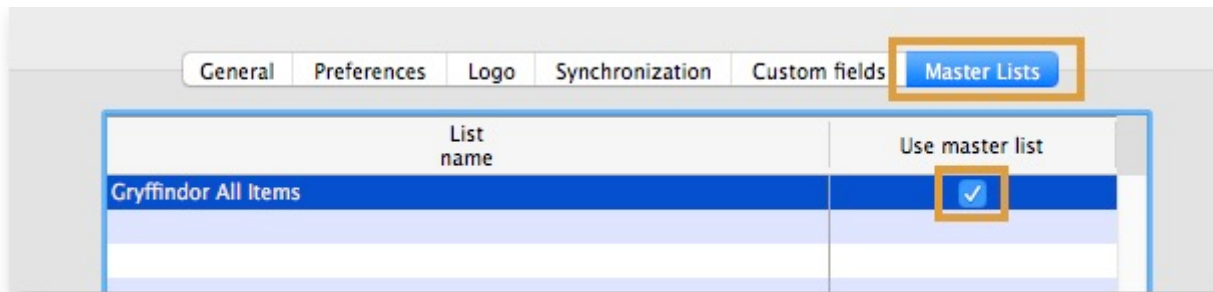 General Preferences Logo Synchronization Custom fields Master Lists
List
name
Use master list
Gryffindor All Items